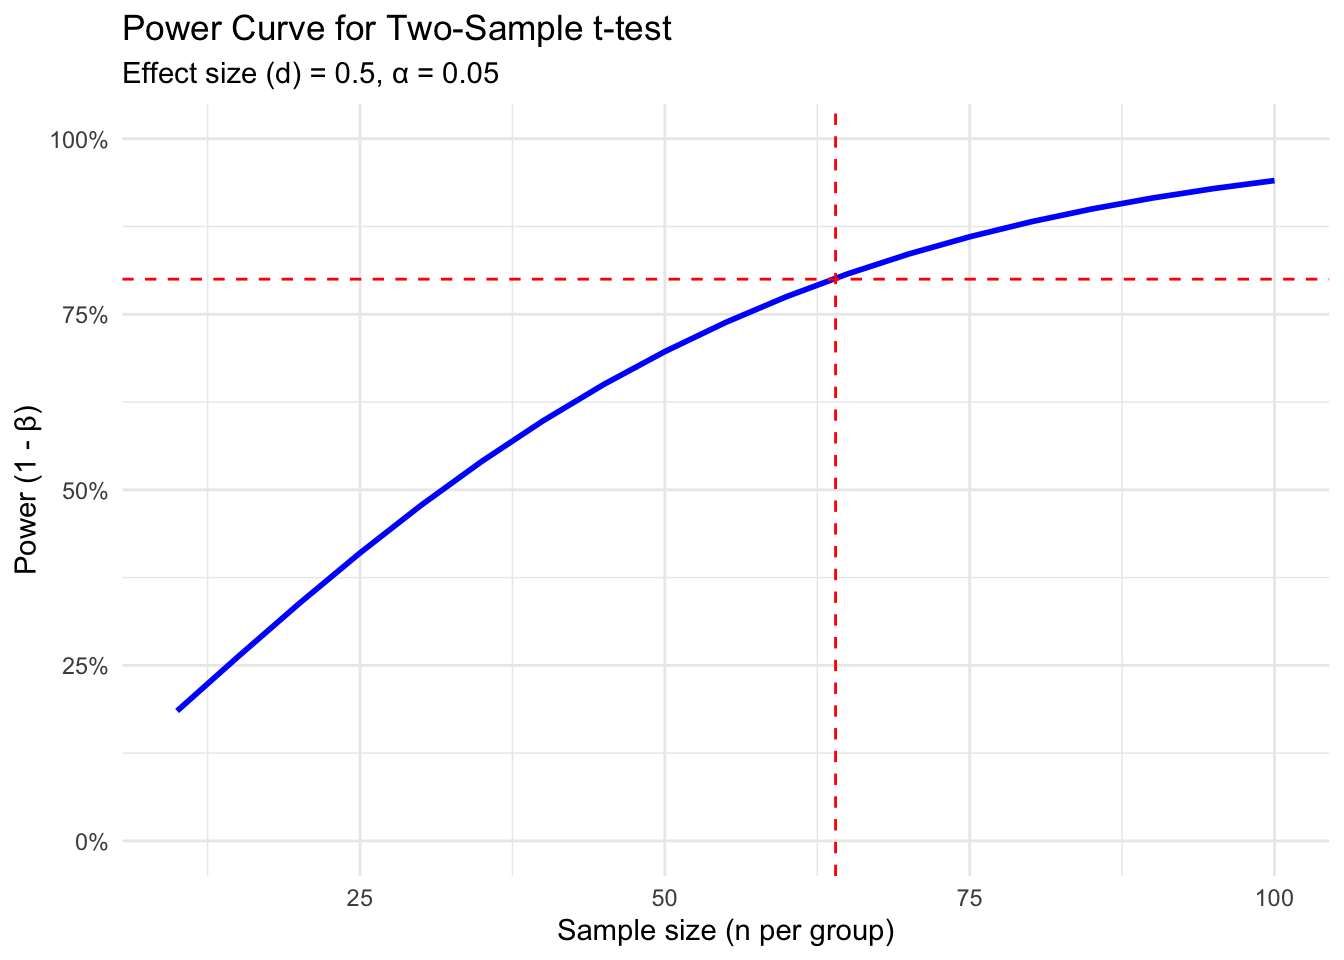 Power Curve for Two-Sample t-test
Effect size (d) = 0.5, α = 0.05
100%
75%
50%
25%
0%
Power (1 - β)
25 50 75 100
Sample size (n per group)